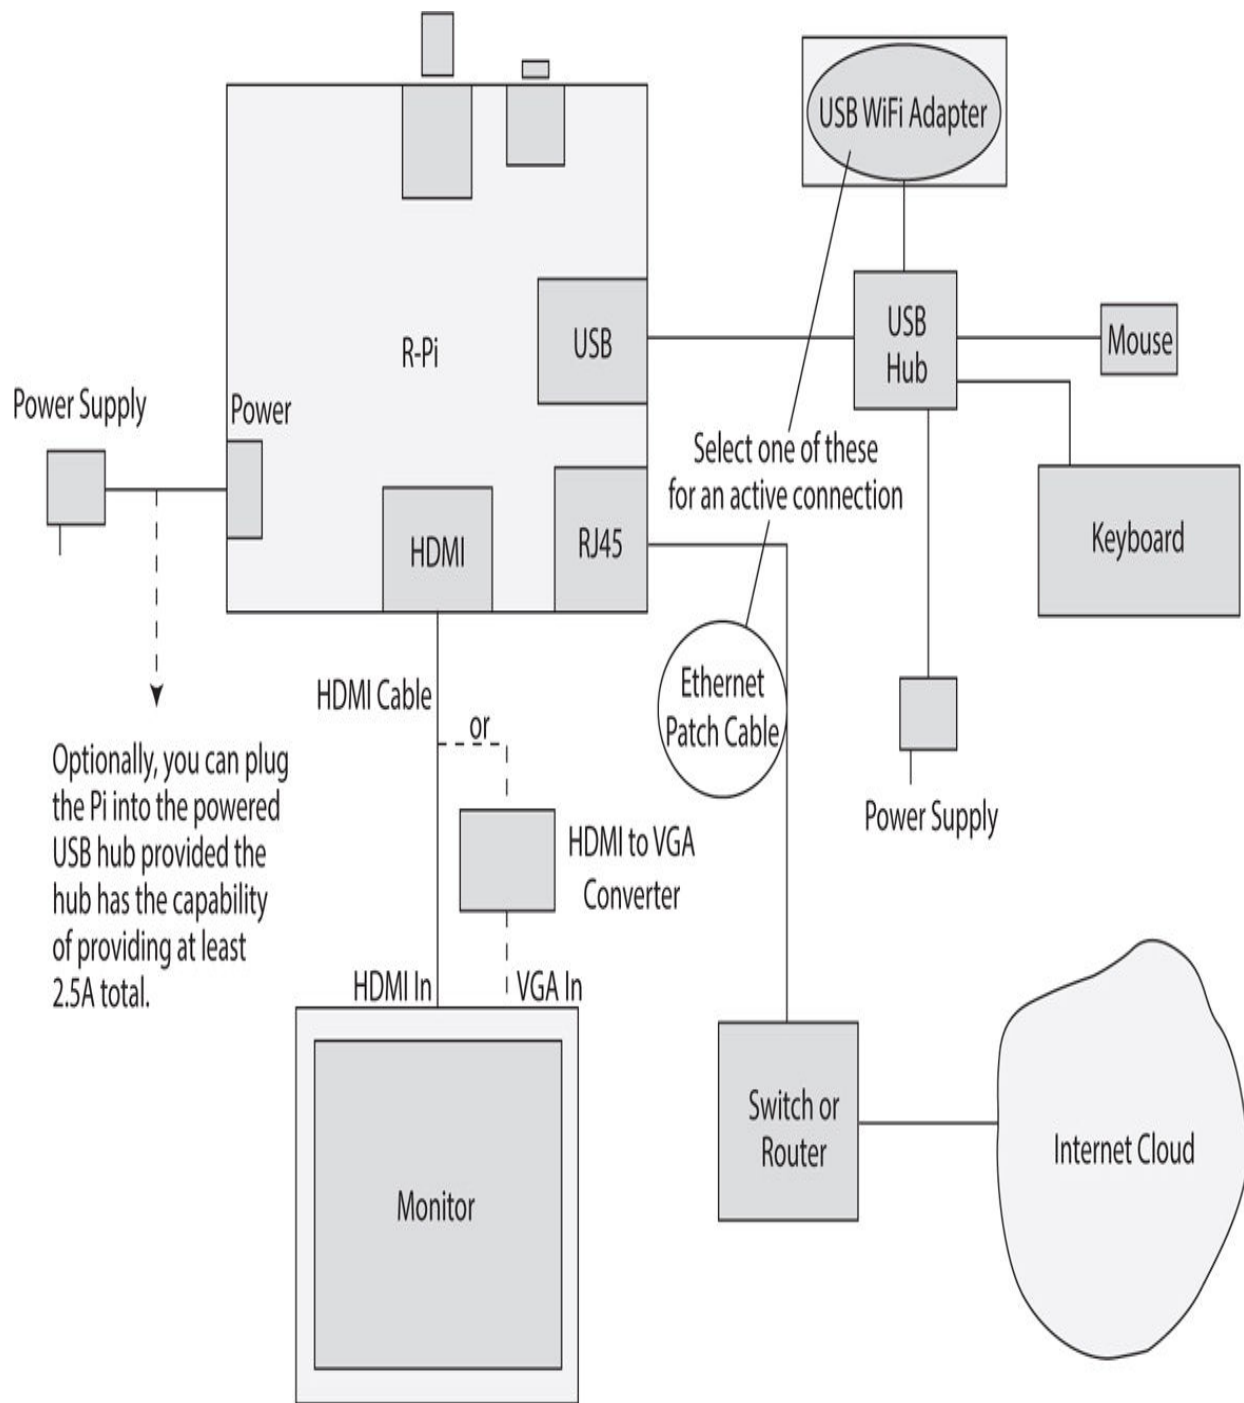 USB WiFi Adapter
R-Pi
USB
USB
Hub
Mouse
Power Supply
Power
Select one of these
for an active connection
HDMI
RJ45
Keyboard
HDMI Cable
or
Ethernet
Patch Cable
Optionally, you can plug
the Pi into the powered
USB hub provided the
hub has the capability
of providing at least
2.5A total.
HDMI to VGA
Converter
Power Supply
HDMI In
VGA In
Switch or
Router
Internet Cloud
Monitor